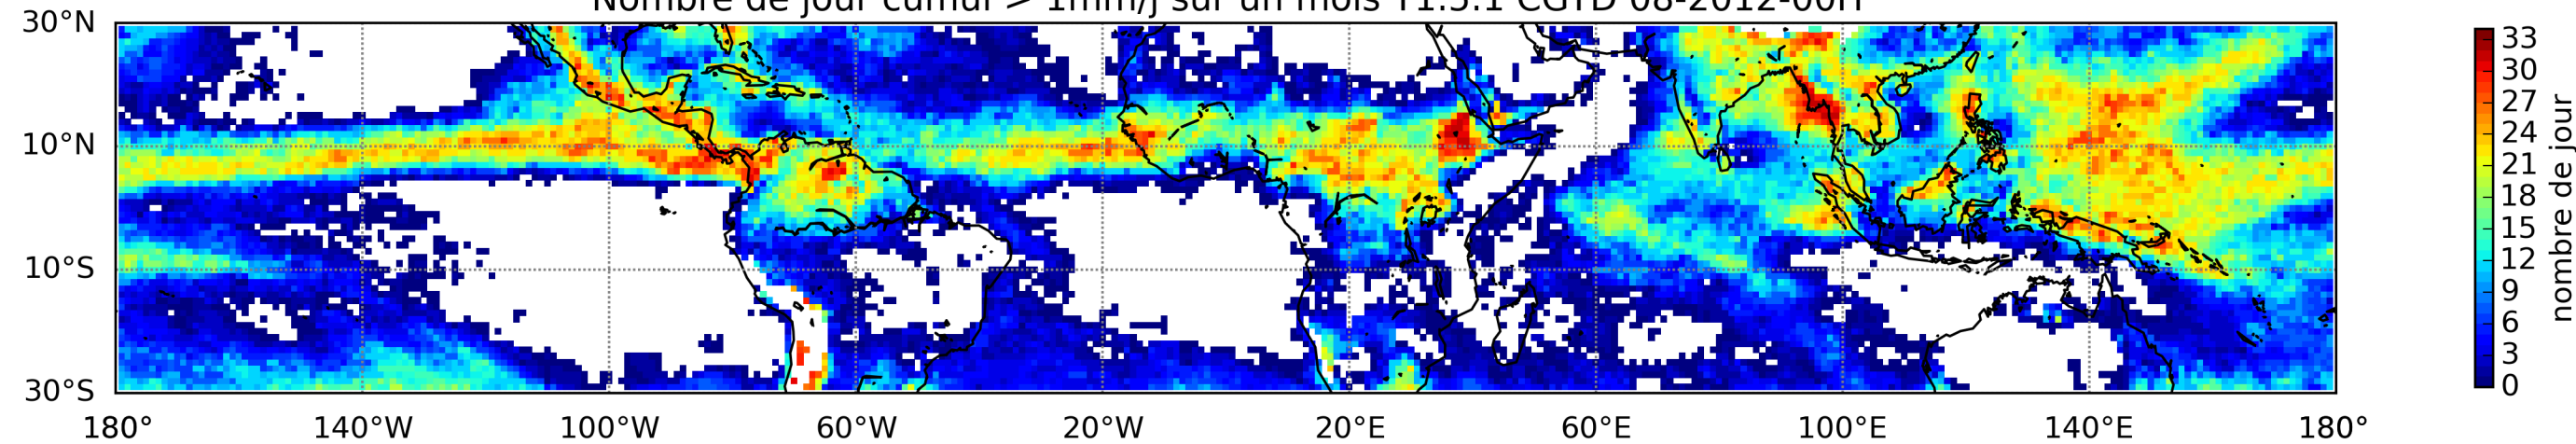 Nombre de jour cumul > 1mm/j sur un mois T1.5.1 CGTD 08-2012-00H
30°N
10°N
10°S
30°S
180° 140°W 100°W 60°W 20°W 20°E 60°E 100°E 140°E 180°
33
30
27
24
21
18
15
12
9
6
3
0
nombre de jour